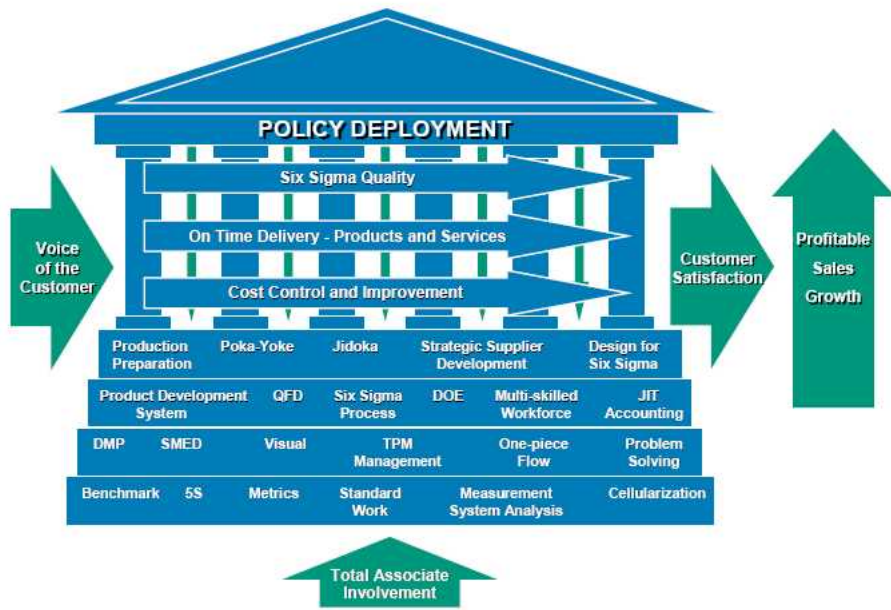 POLICY DEPLOYMENT
Six Sigma Quality
On Time Delivery - Products and Services
Cost Control and Improvement
Voice
of the
Customer
Customer
Satisfaction
Profitable
Sales
Growth
Production
Preparation
Poka-Yoke
Jidoka
Strategic Supplier
Development
Design for
Six Sigma
Product Development
System
QFD
Six Sigma
Process
DOE
Multi-skilled
Workforce
JIT
Accounting
DMP
SMED
Visual
TPM
Management
One-piece
Flow
Problem
Solving
Benchmark
5S
Metrics
Standard
Work
Measurement
System Analysis
Cellularization
Total Associate
Involvement